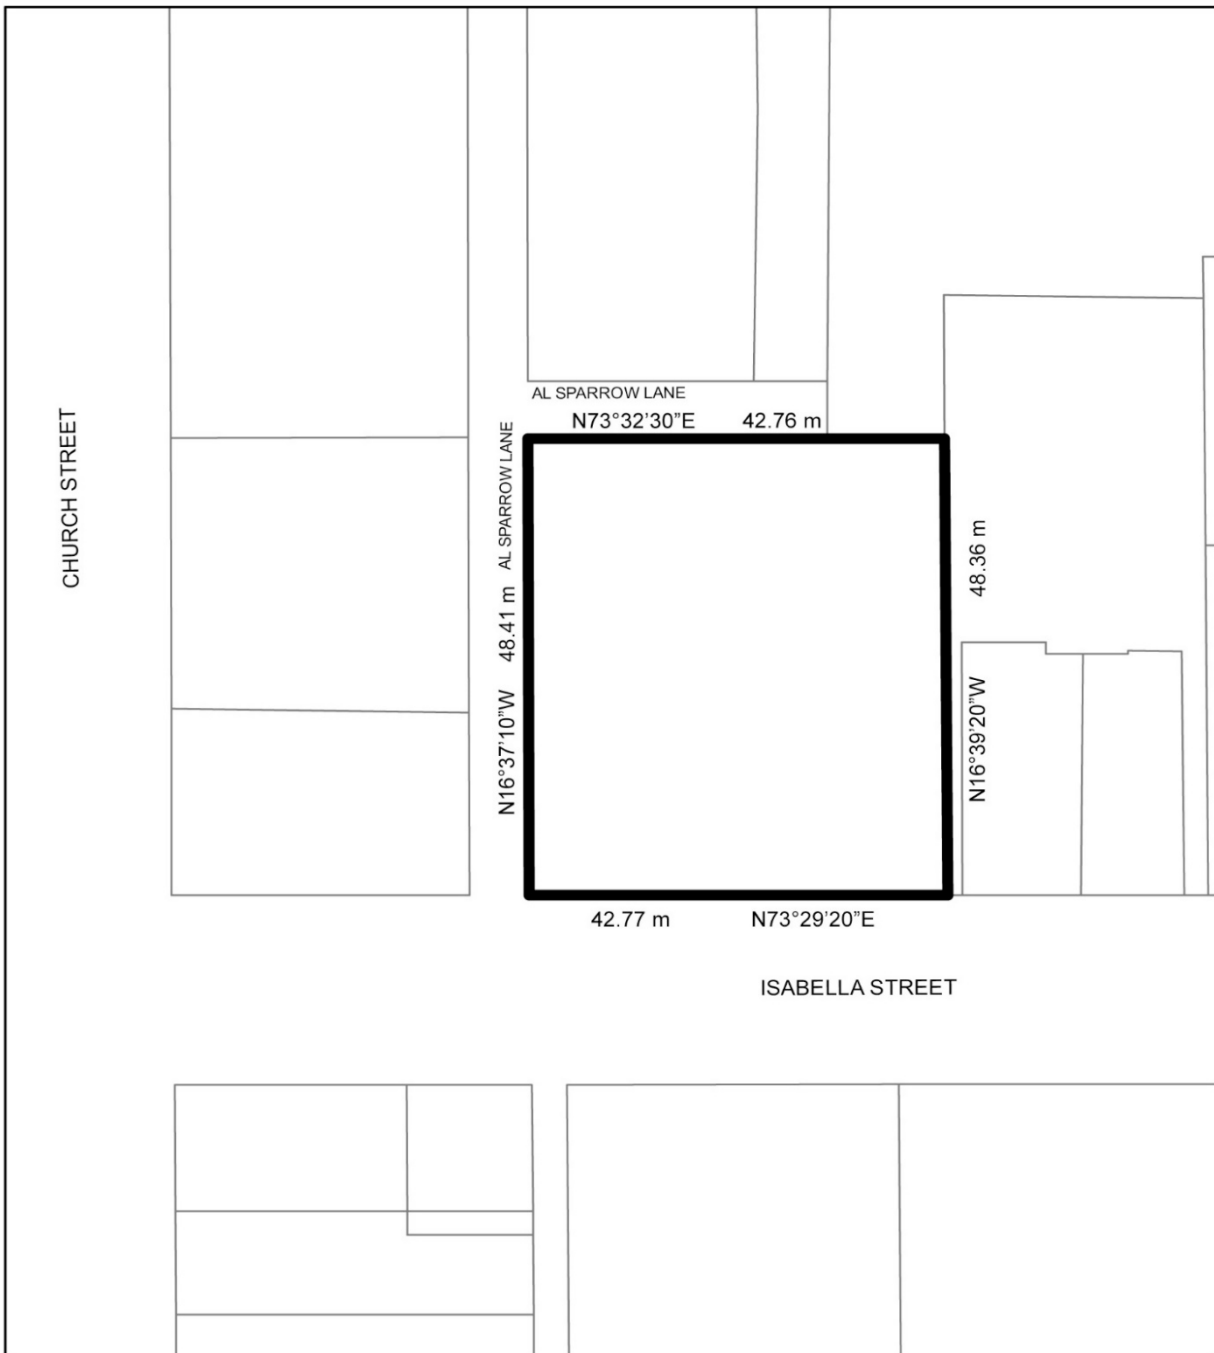 AL SPARROW LANE
N73°32’30”E 42.76 m
CHURCH STREET
N16°37’10”W 48.41 m AL SPARROW LANE
48.36 m
N16°39’20”W
42.77 m N73°29’20”E
ISABELLA STREET